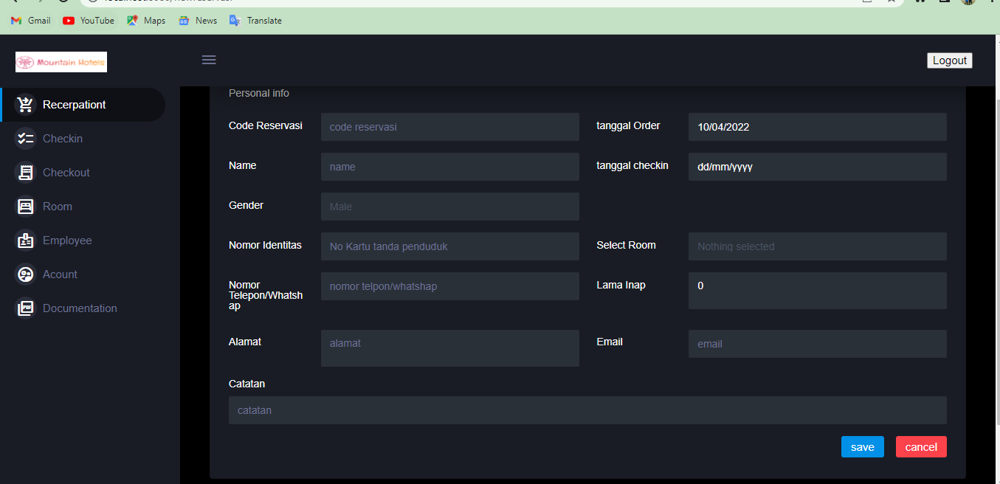 Gmail YouTube Maps News Translate
Mountain Hotels
Logout
Recerpationt
Checkin
Checkout
Room
Employee
Acount
Documentation
Personal info
Code Reservasi code reservasi tanggal Order 10/04/2022
Name name tanggal checkin dd/mm/yyyy
Gender Male
Nomor Identitas No Kartu tanda penduduk Select Room Nothing selected
Nomor nomor telpon/whatshap Lama Inap 0
Telepon/Whatsh
ap
Alamat alamat Email email
Catatan
catatan
save cancel